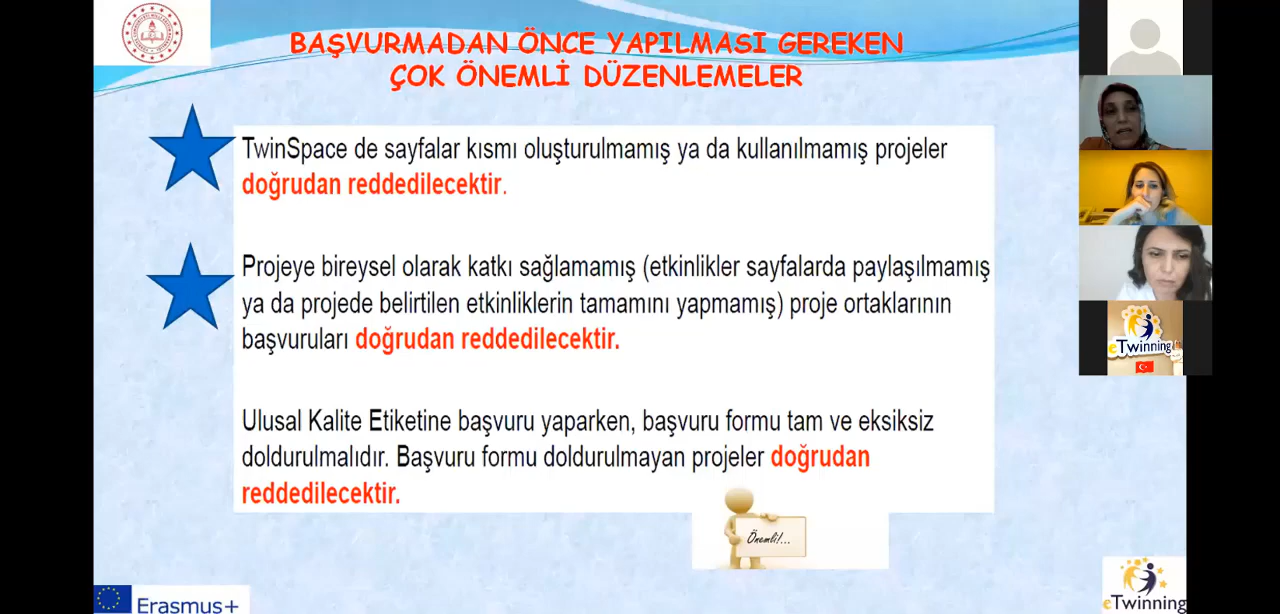 BAŞVURMADAN ÖNCE YAPILMASI GEREKEN
ÇOK ÖNEMLİ DÜZENLEMELER
TwinSpace de sayfalar kısmı oluşturulmamış ya da kullanılmamış projeler
doğrudan reddedilecektir.
Projeye bireysel olarak katkı sağlamamış (etkinlikler sayfalarda paylaşılmamış
ya da projede belirtilen etkinliklerin tamamını yapmamış) proje ortaklarının
başvuruları doğrudan reddedilecektir.
Ulusal Kalite Etiketine başvuru yaparken, başvuru formu tam ve eksiksiz
doldurulmalıdır. Başvuru formu doldurulmayan projeler doğrudan
reddedilecektir.
Önemli!...
Erasmus+
eTwinning
eTwinning